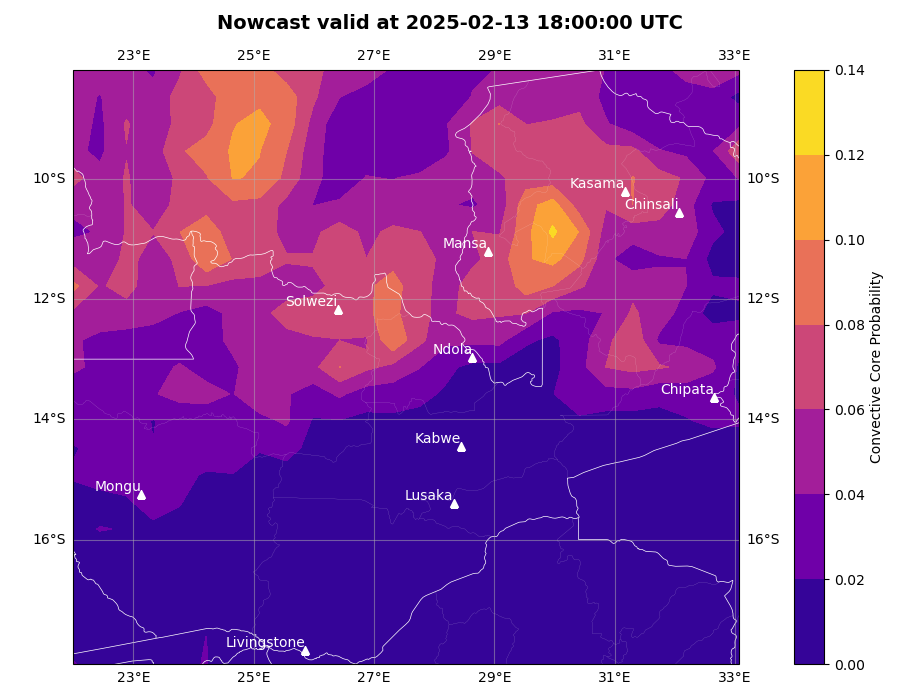 Nowcast valid at 2025-02-13 18:00:00 UTC
23°E 25°E 27°E 29°E 31°E 33°E
0.14
0.12
10°S Kasama 10°S
Chinsali
0.10
Mansa
12°S Solwezi 12°S
0.08
Ndola
Chipata
0.06
14°S 14°S
Kabwe
Mongu
Lusaka
0.04
16°S 16°S
0.02
Livingstone
0.00
23°E 25°E 27°E 29°E 31°E 33°E
Convective Core Probability